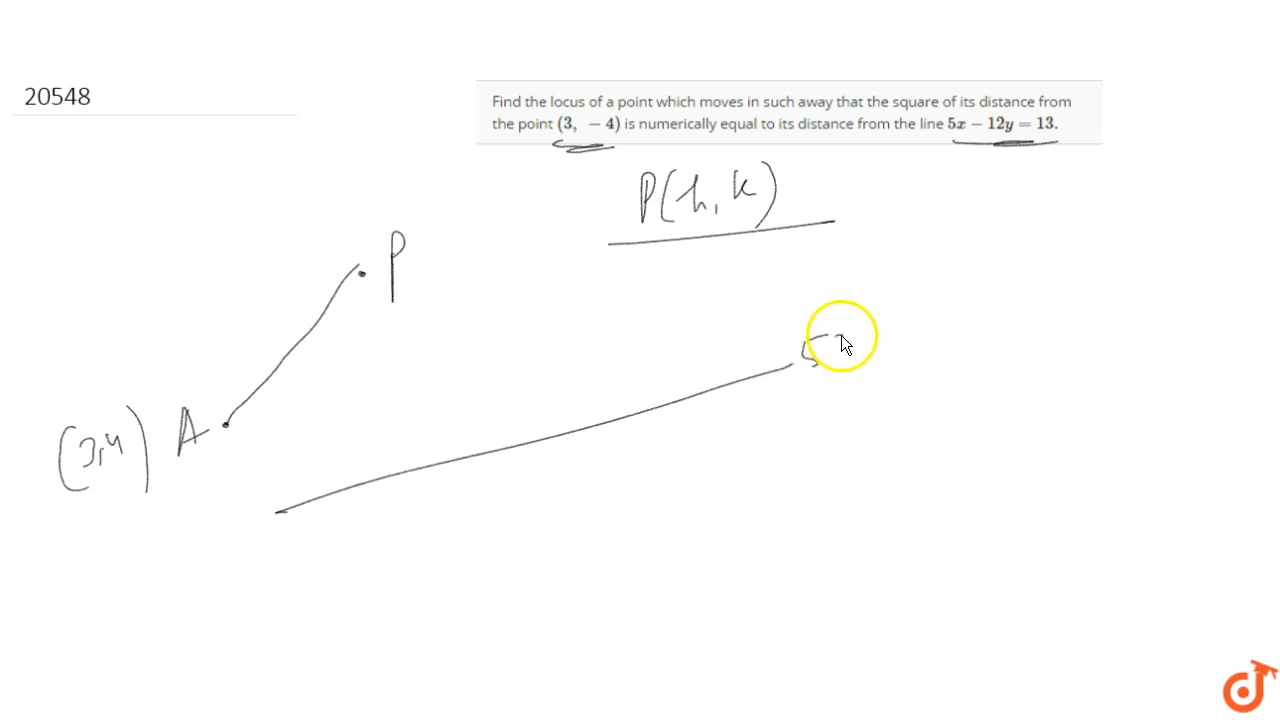 20548
Find the locus of a point which moves in such away that the square of its distance from
the point (3, − 4) is numerically equal to its distance from the line 5x − 12y = 13.
P(h, k)
P
5
(3,4) A